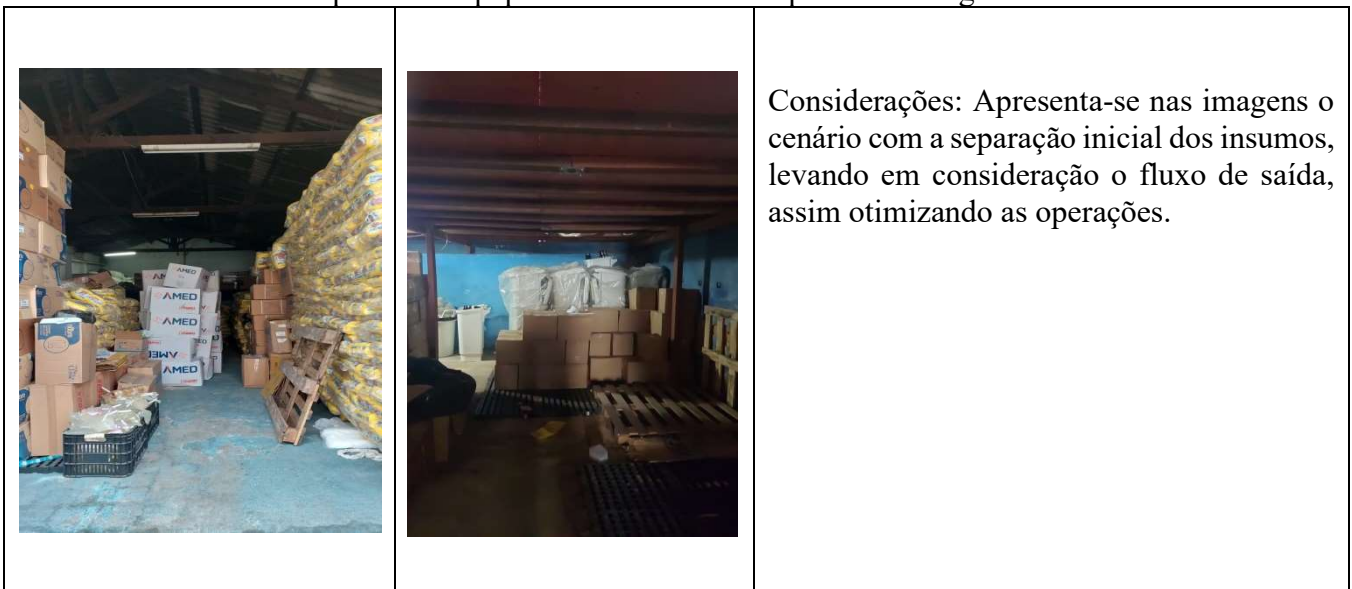 AMED
AMED
AMED
AMED
AMED
Considerações: Apresenta-se nas imagens o
cenário com a separação inicial dos insumos,
levando em consideração o fluxo de saída,
assim otimizando as operações.